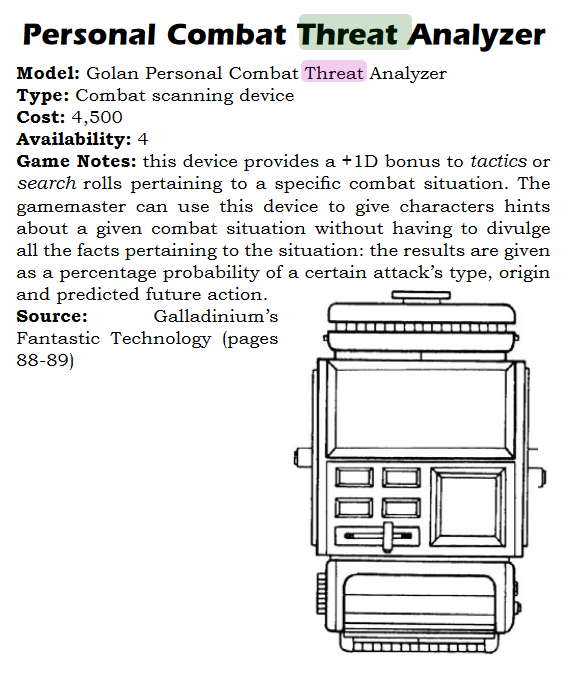 Personal Combat Threat Analyzer
Model: Golan Personal Combat Threat Analyzer
Type: Combat scanning device
Cost: 4,500
Availability: 4
Game Notes: this device provides a +1D bonus to tactics or
search rolls pertaining to a specific combat situation. The
gamemaster can use this device to give characters hints
about a given combat situation without having to divulge
all the facts pertaining to the situation: the results are given
as a percentage probability of a certain attack’s type, origin
and predicted future action.
Source: Galladinium’s
Fantastic Technology (pages
88-89)